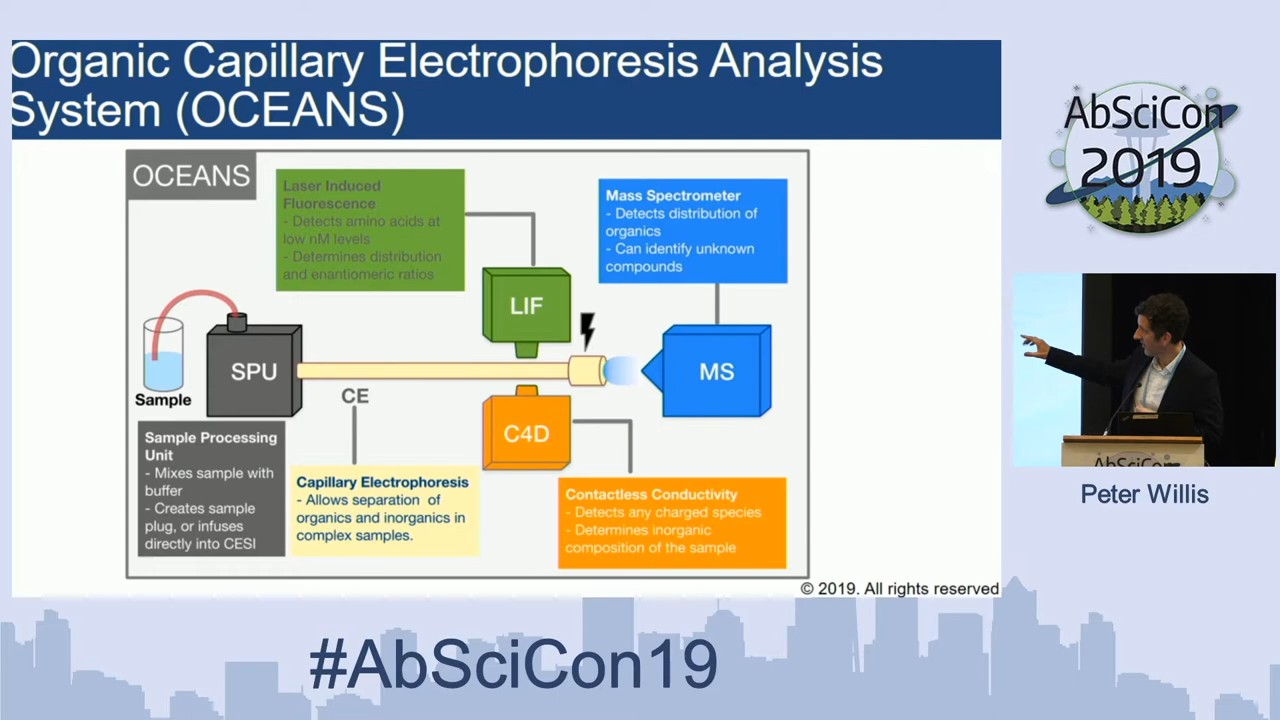 Organic Capillary Electrophoresis Analysis
System (OCEANS)
OCEANS
Laser Induced
Fluorescence
- Detects amino acids at
low nM levels
- Determines distribution
and enantiomeric ratios
Mass Spectrometer
- Detects distribution of
organics
- Can identify unknown
compounds
LIF
SPU
MS
CE
Sample
C4D
Sample Processing
Unit
- Mixes sample with
buffer
- Creates sample
plug, or infuses
directly into CESI
Capillary Electrophoresis
- Allows separation of
organics and inorganics in
complex samples.
Contactless Conductivity
- Detects any charged species
- Determines inorganic
composition of the sample
© 2019. All rights reserved
AbSciCon
2019
AbSciCon
Peter Willis
#AbSciCon19